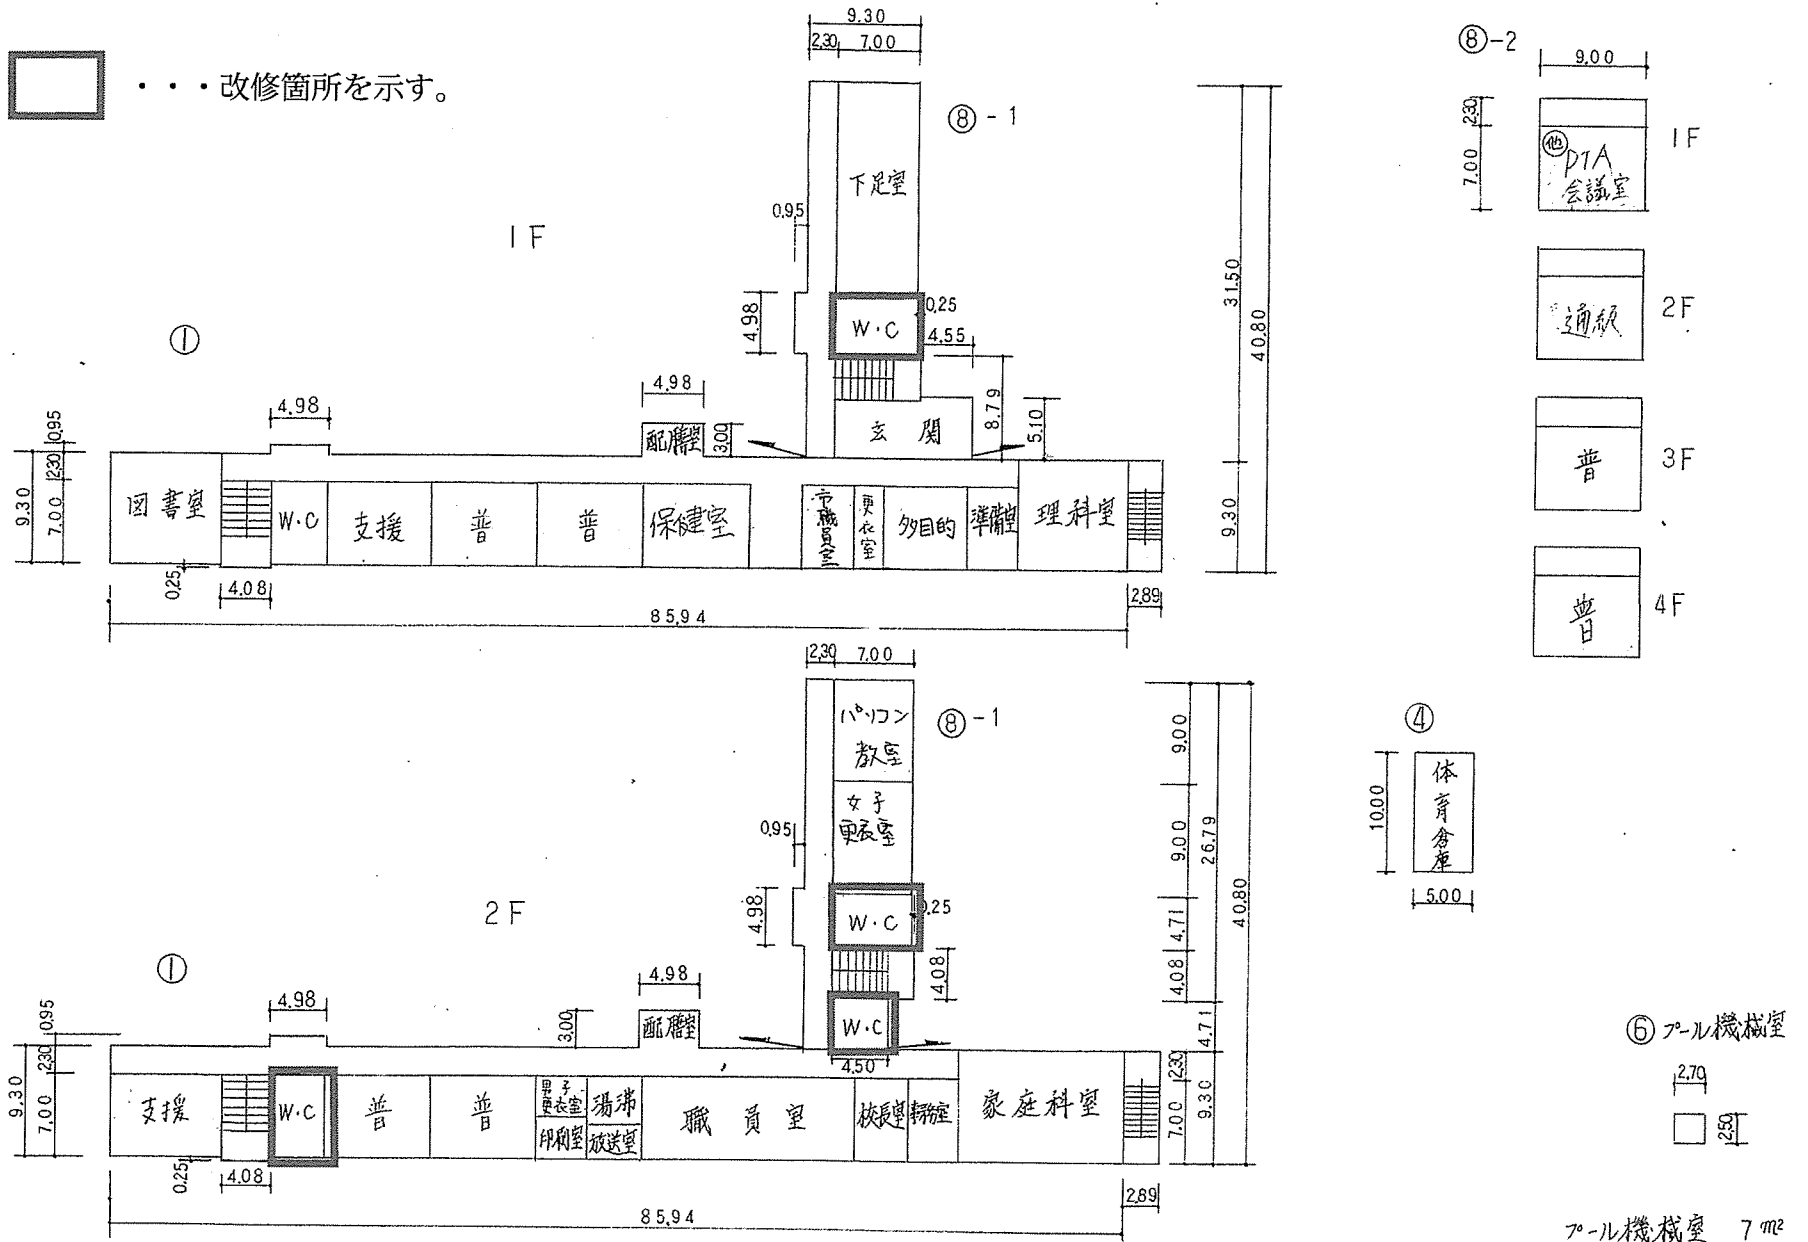 ・・・改修箇所を示す。
9.30
2.30 7.00
⑧-1
下足室
0.95
1F
4.98
W・C
0.25
4.55
8.79
5.10
31.50
40.80
9.30
①
4.98
4.98
配膳室
3.00
玄関
0.95
2.30
7.00
9.30
図書室
W・C
支援
普
普
保健室
更衣室
多目的
準備室
理科室
0.25
4.08
2.89
85.94
⑧-2
9.00
2.30
7.00
他
PTA
会議室
1F
2F
普
3F
普
4F
2.30 7.00
パソコン
教室
⑧-1
女子
更衣室
0.95
2F
4.98
W・C
0.25
4.08
W・C
4.50
9.00
9.00
4.71
4.08
26.79
4.71
40.80
2.30
7.00
9.30
①
4.98
4.98
配膳室
3.00
0.95
2.30
7.00
9.30
支援
W・C
普
普
男子
更衣室
印刷室
湯沸
放送室
職員室
校長室
事務室
家庭科室
0.25
4.08
2.89
85.94
④
体育倉庫
10.00
5.00
⑥ プール機械室
2.70
2.50
プール機械室 7㎡